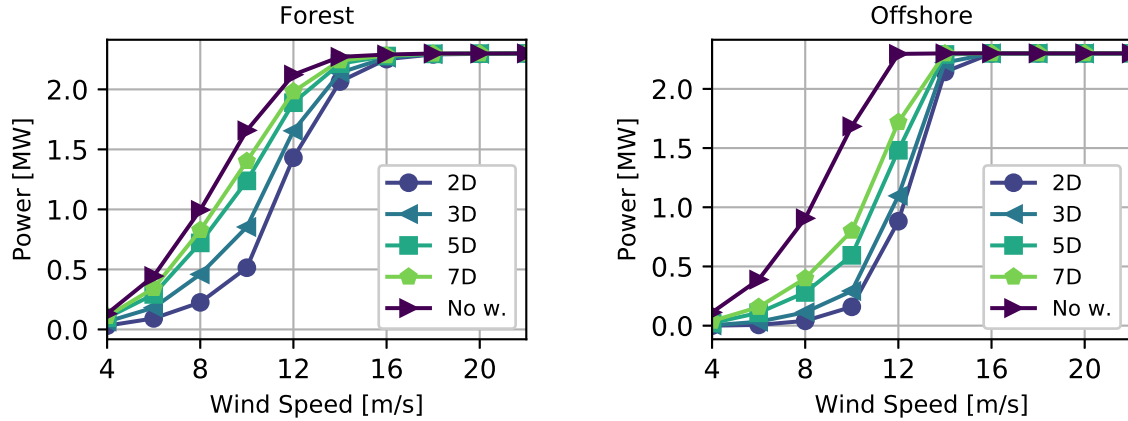 Forest
Power [MW]
2.0
1.5
1.0
0.5
0.0
4 8 12 16 20
Wind Speed [m/s]
2D
3D
5D
7D
No w.
Offshore
Power [MW]
2.0
1.5
1.0
0.5
0.0
4 8 12 16 20
Wind Speed [m/s]
2D
3D
5D
7D
No w.